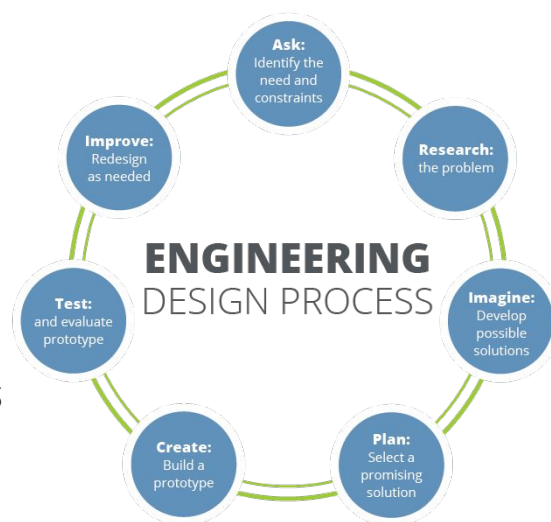 Ask:
Identify the
need and
constraints
Research:
the problem
Imagine:
Develop
possible
solutions
Plan:
Select a
promising
solution
Create:
Build a
prototype
Test:
and evaluate
prototype
Improve:
Redesign
as needed
ENGINEERING
DESIGN PROCESS